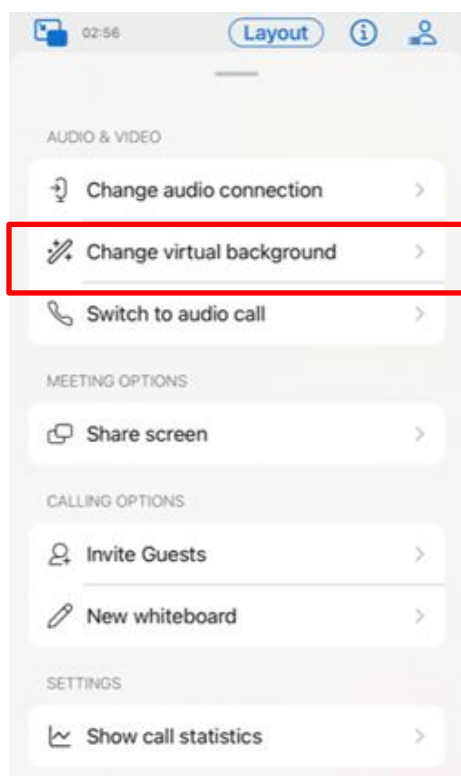 02:56 Layout
AUDIO & VIDEO
Change audio connection
Change virtual background
Switch to audio call
MEETING OPTIONS
Share screen
CALLING OPTIONS
Invite Guests
New whiteboard
SETTINGS
Show call statistics